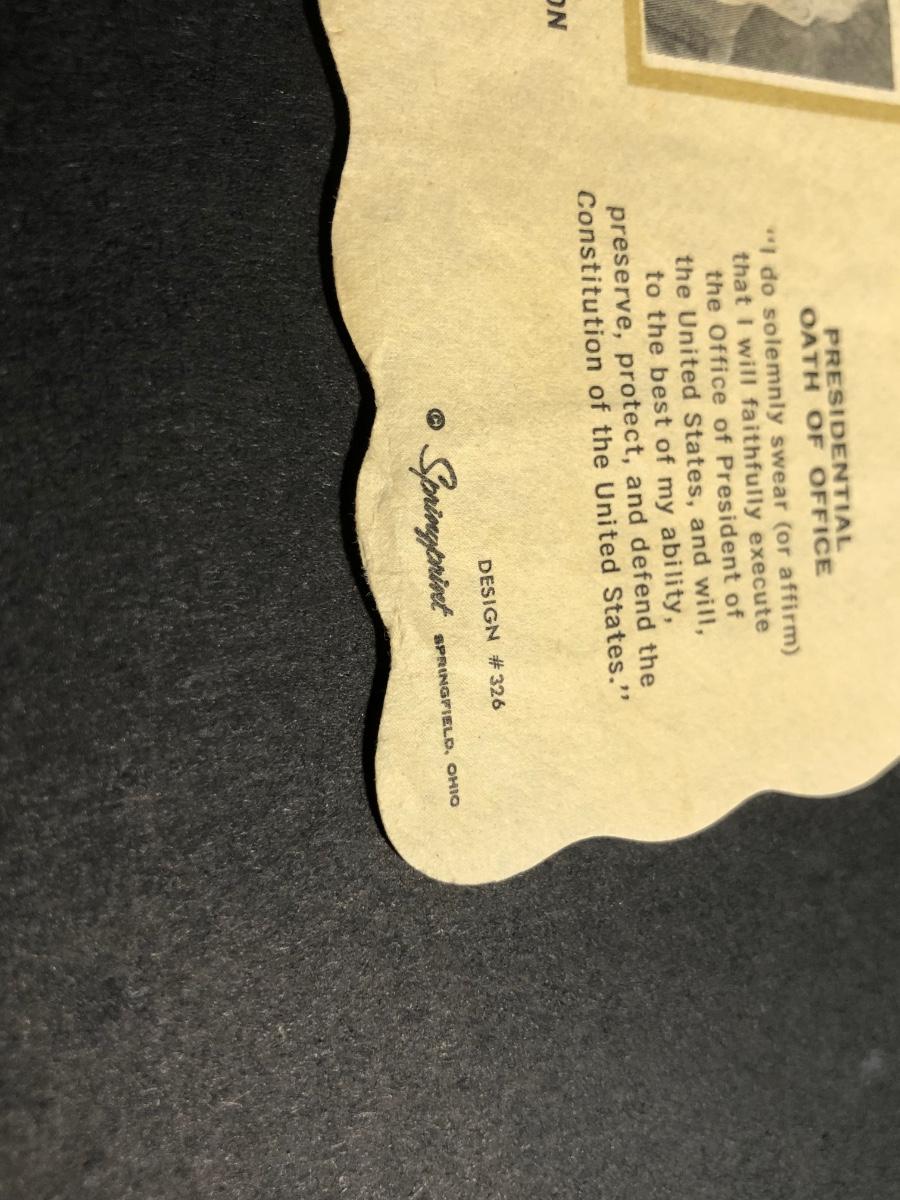 ON
PRESIDENTIAL
OATH OF OFFICE
"I do solemnly swear (or affirm)
that I will faithfully execute
the Office of President of
the United States, and will,
to the best of my ability,
preserve, protect, and defend the
Constitution of the United States."
DESIGN #326
© Springprint SPRINGFIELD, OHIO